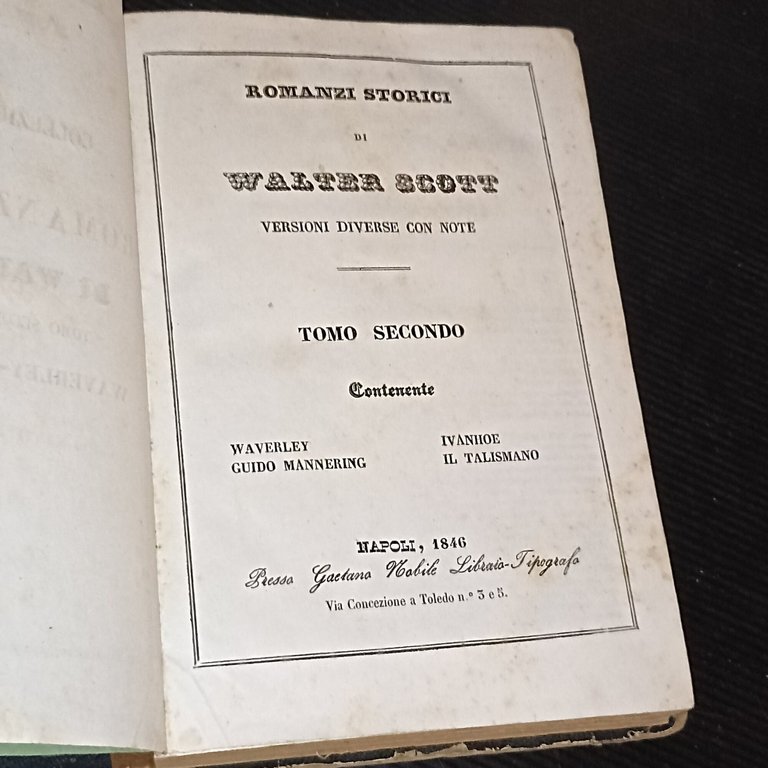 ROMANZI STORICI
DI
WALTER SCOTT
VERSIONI DIVERSE CON NOTE
TOMO SECONDO
Contenente
WAVERLEY
GUIDO MANNERING
IVANHOE
IL TALISMANO
NAPOLI, 1846
Presso Gaetano Nobile Libraio-Tipografo
Via Concezione a Toledo n.º 3 e 5.